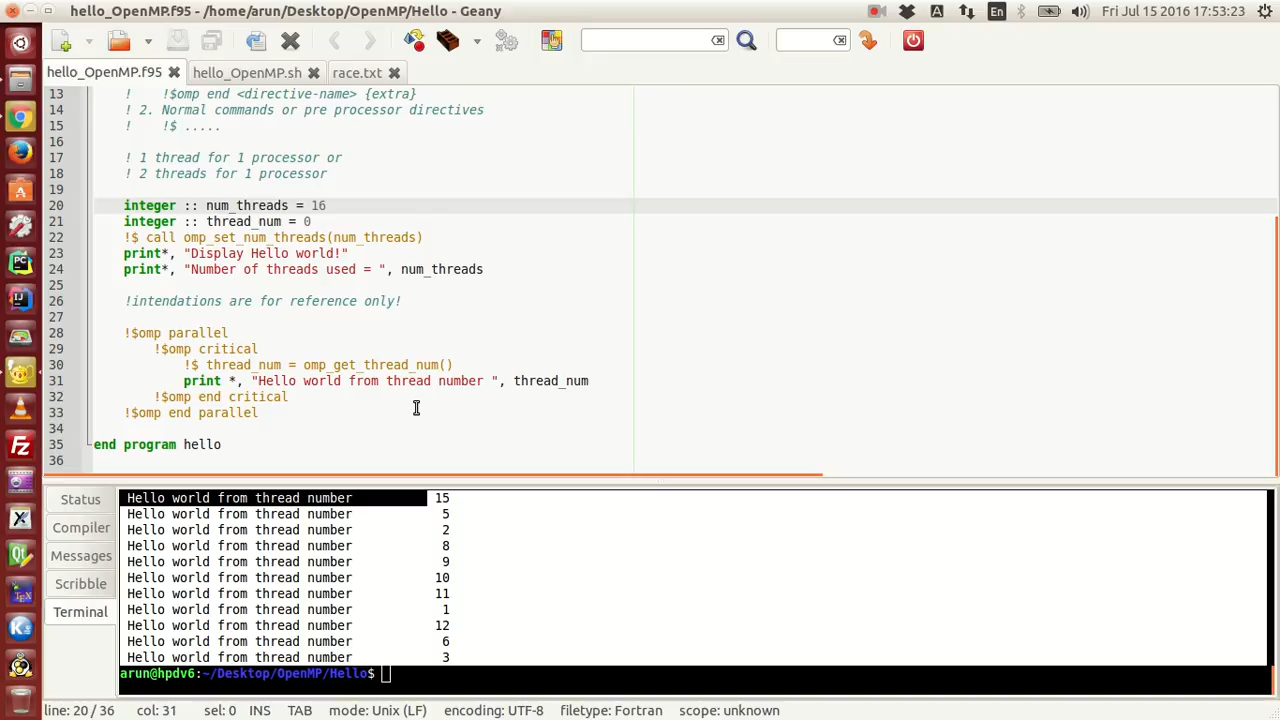 hello_OpenMP.f95 - /home/arun/Desktop/OpenMP/Hello - Geany
A
En
Fri Jul 15 2016 17:53:23
hello_OpenMP.f95
hello_OpenMP.sh
race.txt
13 ! !$omp end <directive-name> {extra}
14 ! 2. Normal commands or pre processor directives
15 ! !$ .....
16
17 ! 1 thread for 1 processor or
18 ! 2 threads for 1 processor
19
20 integer :: num_threads = 16
21 integer :: thread_num = 0
22 !$ call omp_set_num_threads(num_threads)
23 print*, "Display Hello world!"
24 print*, "Number of threads used = ", num_threads
25
26 !intendations are for reference only!
27
28 !$omp parallel
29 !$omp critical
30 !$ thread_num = omp_get_thread_num()
31 print *, "Hello world from thread number ", thread_num
32 !$omp end critical
33 !$omp end parallel
34
35 end program hello
36
Status
Compiler
Messages
Scribble
Terminal
Hello world from thread number 15
Hello world from thread number 5
Hello world from thread number 2
Hello world from thread number 8
Hello world from thread number 9
Hello world from thread number 10
Hello world from thread number 11
Hello world from thread number 1
Hello world from thread number 12
Hello world from thread number 6
Hello world from thread number 3
arun@hpdv6:~/Desktop/OpenMP/Hello$
line: 20 / 36 col: 31 sel: 0 INS TAB mode: Unix (LF) encoding: UTF-8 filetype: Fortran scope: unknown